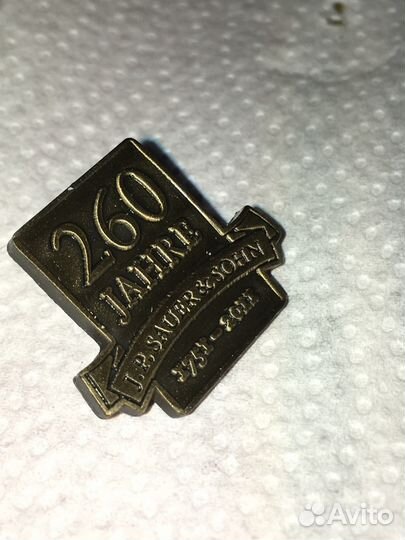 260
JAHRE
J. P. SAUER & SOHN
1751-2011
Avito